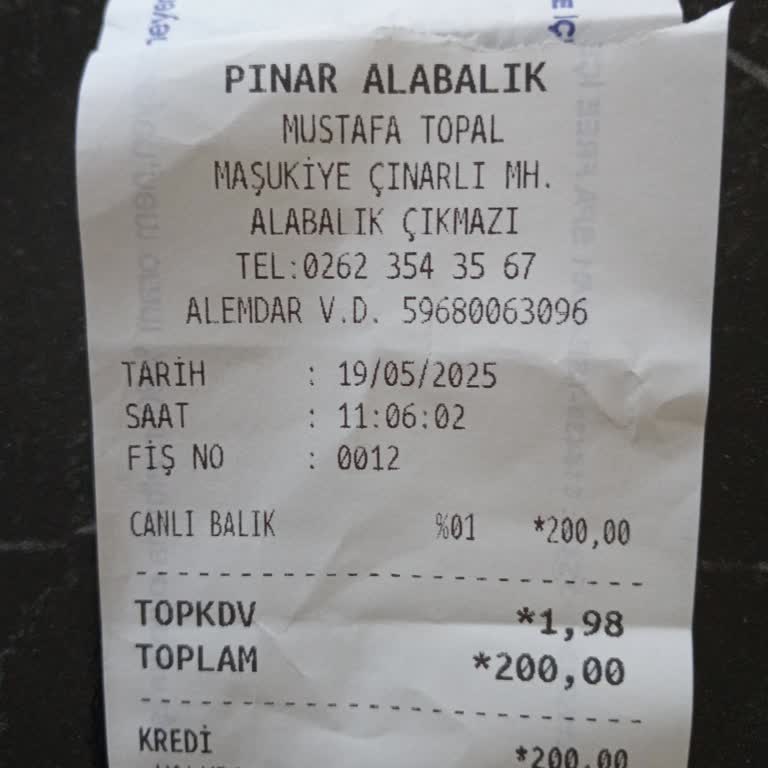 PINAR ALABALIK
MUSTAFA TOPAL
MAŞUKİYE ÇINARLI MH.
ALABALIK ÇIKMAZI
TEL:0262 354 35 67
ALEMDAR V.D. 59680063096
TARİH : 19/05/2025
SAAT : 11:06:02
FİŞ NO : 0012
CANLI BALIK %01 *200,00
TOPKDV *1,98
TOPLAM *200,00
KREDİ *200,00